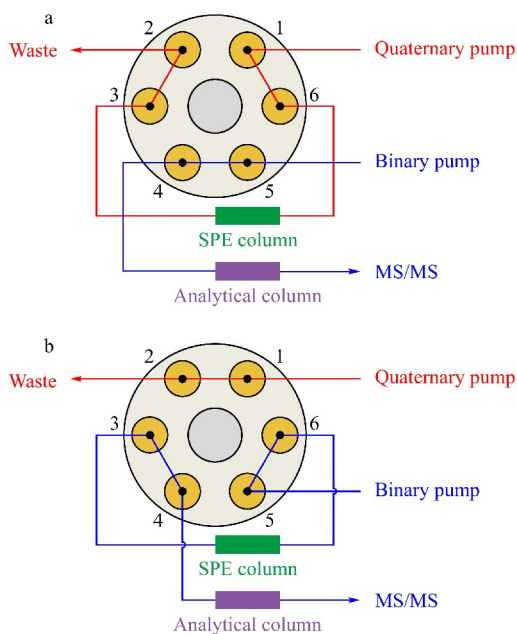 a
2
1
Waste
Quaternary pump
3
6
Binary pump
4
5
SPE column
MS/MS
Analytical column
b
2
1
Waste
Quaternary pump
3
6
Binary pump
4
5
SPE column
MS/MS
Analytical column